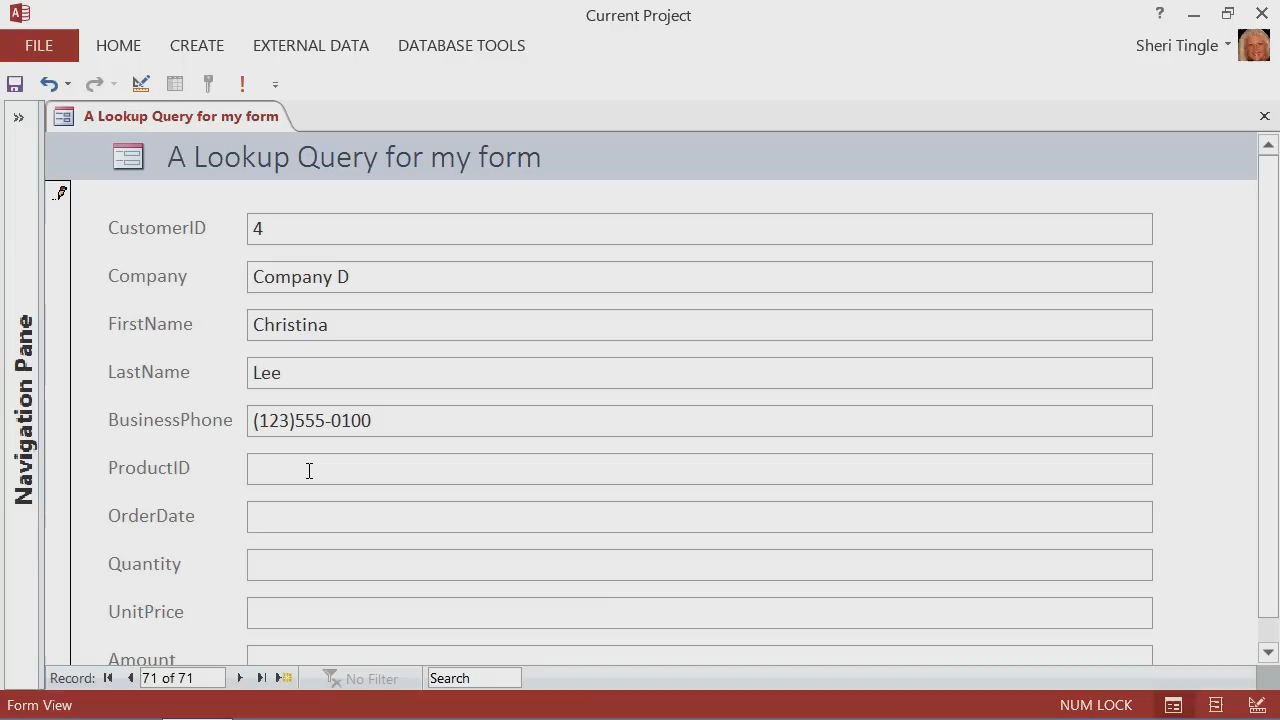 Current Project
?
FILE HOME CREATE EXTERNAL DATA DATABASE TOOLS Sheri Tingle
A Lookup Query for my form
A Lookup Query for my form
CustomerID 4
Company Company D
FirstName Christina
LastName Lee
BusinessPhone (123)555-0100
ProductID
OrderDate
Quantity
UnitPrice
Amount
Navigation Pane
Record: 71 of 71 No Filter Search
Form View NUM LOCK